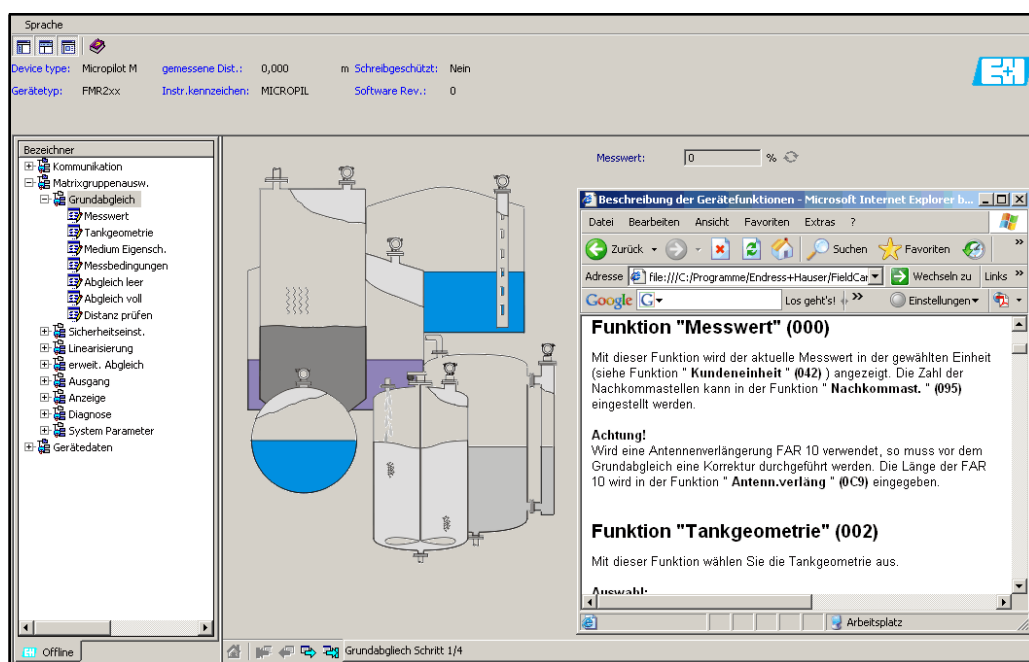 Sprache
Device type: Micropilot M gemessene Dist.: 0,000 m Schreibgeschützt: Nein
Gerätetyp: FMR2xx Instr.kennzeichen: MICROPIL Software Rev.: 0
E+H
Bezeichner
Kommunikation
Matrixgruppenausw.
Grundabgleich
Messwert
Tankgeometrie
Medium Eigensch.
Messbedingungen
Abgleich leer
Abgleich voll
Distanz prüfen
Sicherheitseinst.
Linearisierung
erweit. Abgleich
Ausgang
Anzeige
Diagnose
System Parameter
Gerätedaten
Offline
Messwert: 0 %
Beschreibung der Gerätefunktionen - Microsoft Internet Explorer b...
Datei Bearbeiten Ansicht Favoriten Extras ?
Zurück Suchen Favoriten »
Adresse file:///C:/Programme/Endress+Hauser/FieldCar Wechseln zu Links »
Google G Los geht's! » Einstellungen
Funktion "Messwert" (000)
Mit dieser Funktion wird der aktuelle Messwert in der gewählten Einheit
(siehe Funktion " Kundeneinheit " (042) ) angezeigt. Die Zahl der
Nachkommastellen kann in der Funktion " Nachkommast. " (095)
eingestellt werden.
Achtung!
Wird eine Antennenverlängerung FAR 10 verwendet, so muss vor dem
Grundabgleich eine Korrektur durchgeführt werden. Die Länge der FAR
10 wird in der Funktion " Antenn.verläng " (0C9) eingegeben.
Funktion "Tankgeometrie" (002)
Mit dieser Funktion wählen Sie die Tankgeometrie aus.
Auswahl:
Arbeitsplatz
Grundabgliech Schritt 1/4